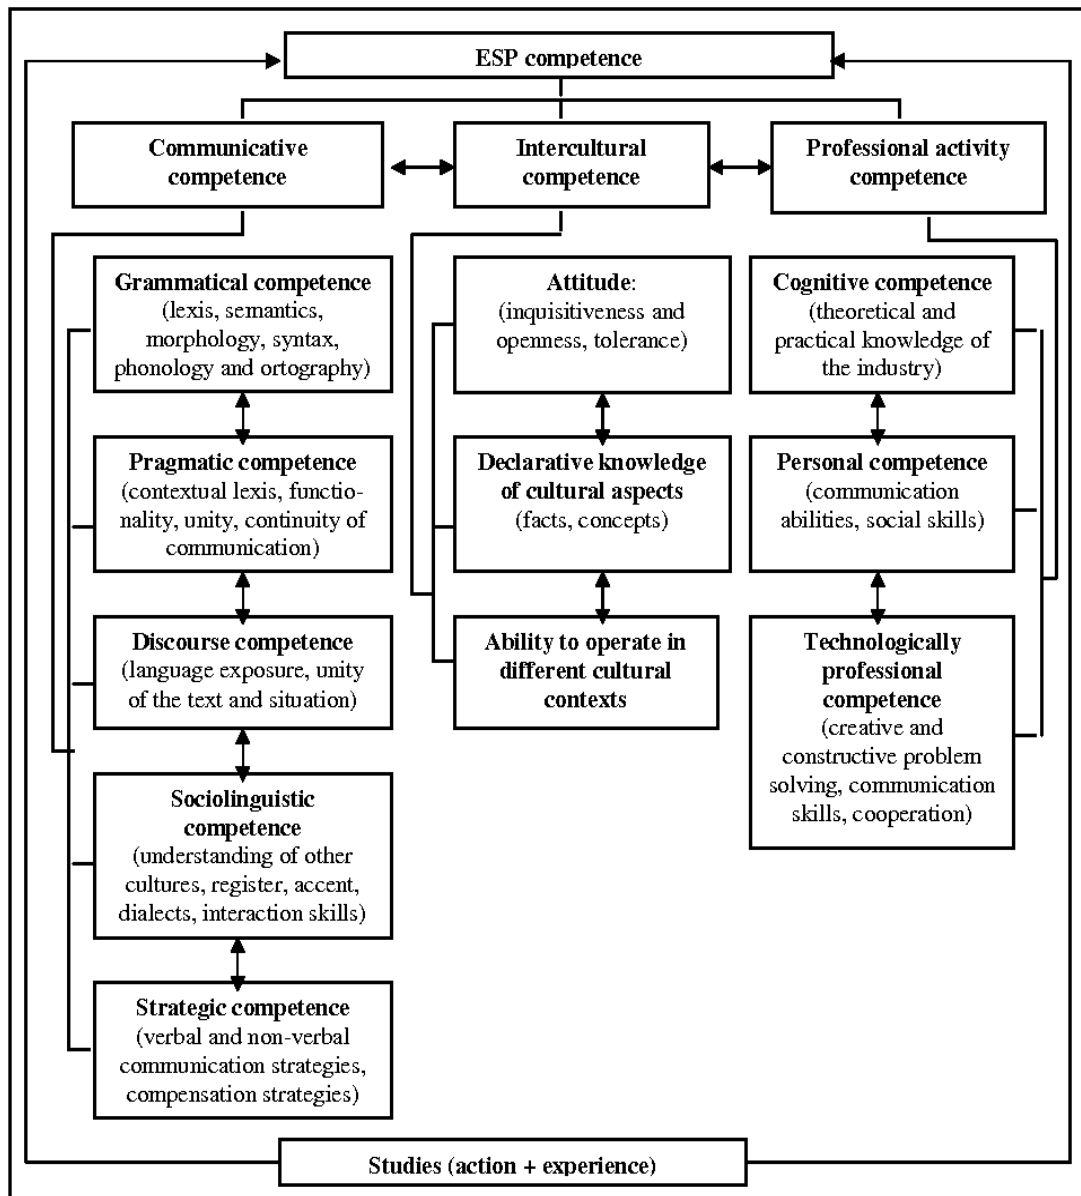 ESP competence
Communicative
competence
Intercultural
competence
Professional activity
competence
Grammatical competence
(lexis, semantics,
morphology, syntax,
phonology and ortography)
Pragmatic competence
(contextual lexis, functio-
nality, unity, continuity of
communication)
Discourse competence
(language exposure, unity
of the text and situation)
Sociolinguistic
competence
(understanding of other
cultures, register, accent,
dialects, interaction skills)
Strategic competence
(verbal and non-verbal
communication strategies,
compensation strategies)
Attitude:
(inquisitiveness and
openness, tolerance)
Declarative knowledge
of cultural aspects
(facts, concepts)
Ability to operate in
different cultural
contexts
Cognitive competence
(theoretical and
practical knowledge of
the industry)
Personal competence
(communication
abilities, social skills)
Technologically
professional
competence
(creative and
constructive problem
solving, communication
skills, cooperation)
Studies (action + experience)